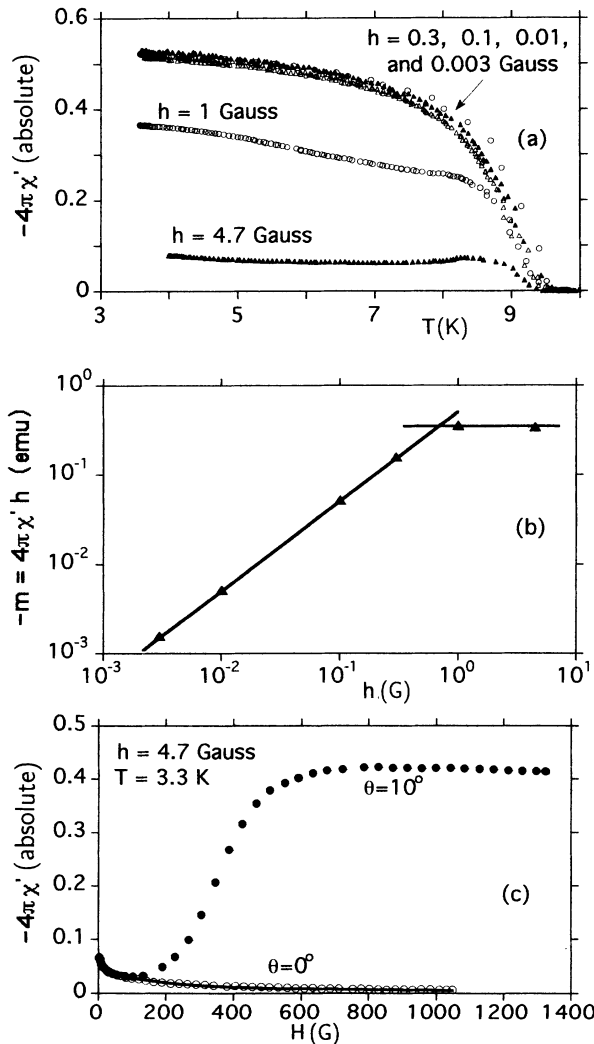 0.6
h = 0.3, 0.1, 0.01,
and 0.003 Gauss
(a)
h = 1 Gauss
h = 4.7 Gauss
-4πχ' (absolute)
0.4
0.2
0
3 5 7 9
T(K)
10⁰
10⁻¹
10⁻²
10⁻³
-m = 4πχ' h (emu)
(b)
10⁻³ 10⁻² 10⁻¹ 10⁰ 10¹
h (G)
0.5
0.4
0.3
0.2
0.1
0
-4πχ' (absolute)
h = 4.7 Gauss
T = 3.3 K
θ=10°
(c)
θ=0°
0 200 400 600 800 1000 1200 1400
H (G)